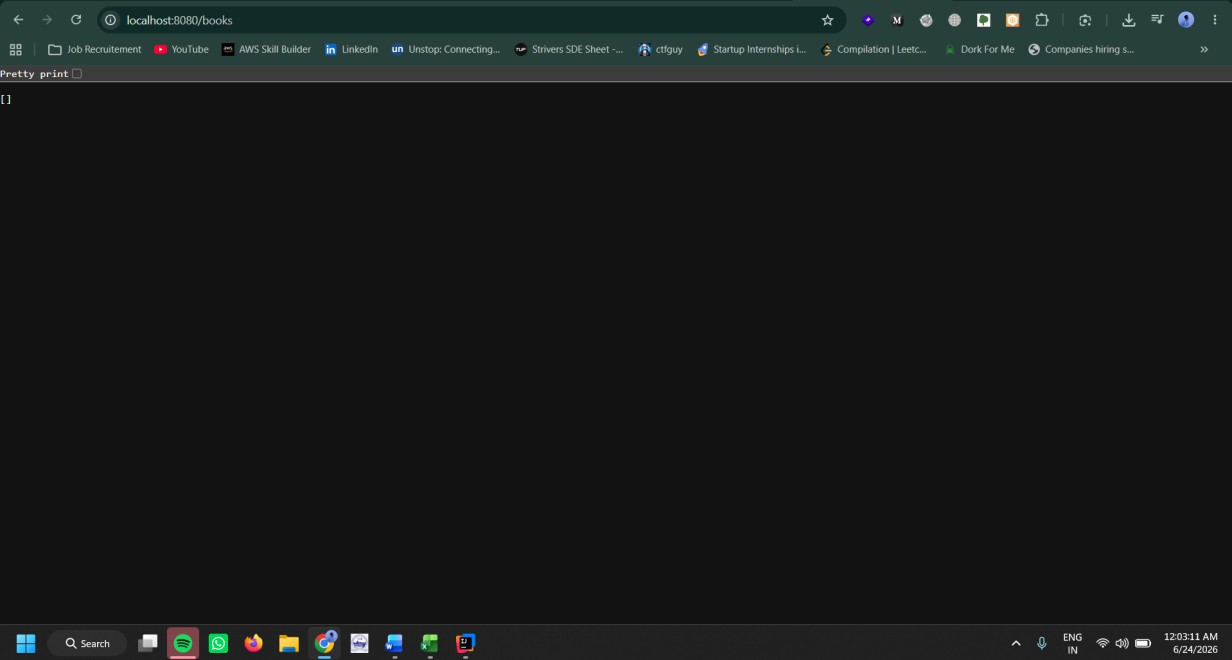 localhost:8080/books
Job Recruitement YouTube AWS Skill Builder LinkedIn Unstop: Connecting... Strivers SDE Sheet -... ctfguy Startup Internships i... Compilation | Leetc... Dork For Me Companies hiring s... »
Pretty print
[]
Search
ENG
IN
12:03:11 AM
6/24/2026